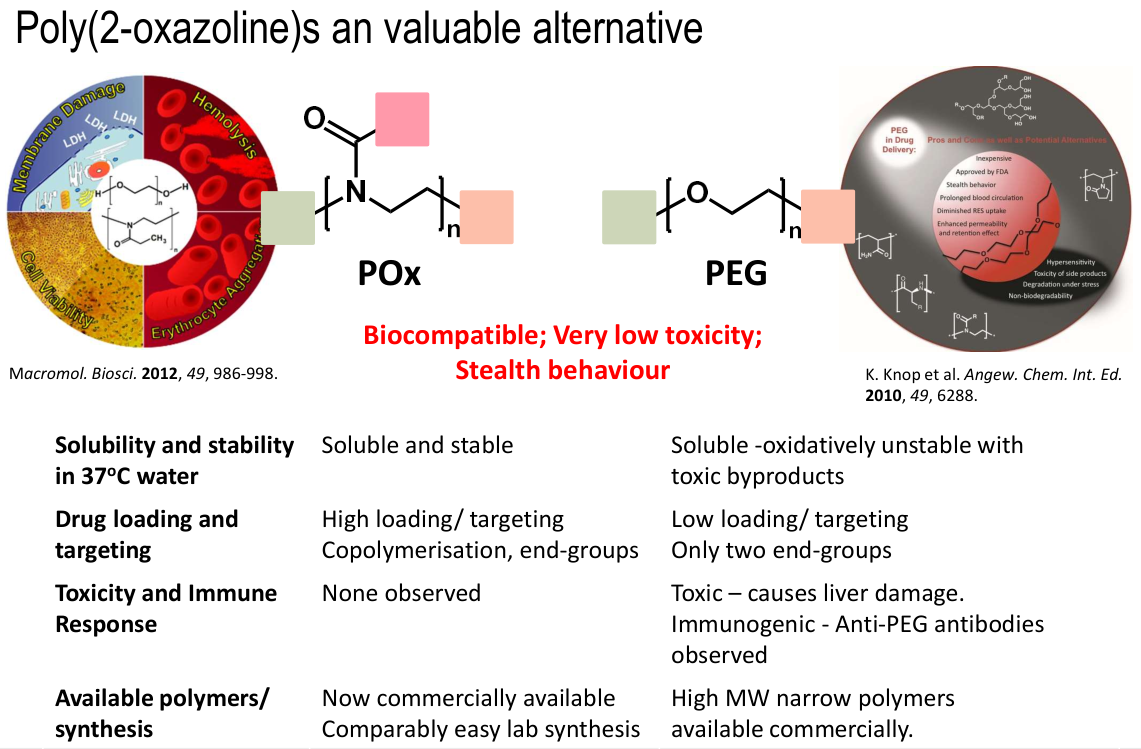 Poly(2-oxazoline)s an valuable alternative
Membrane Damage
LDH
LDH
LDH
Hemolysis
Cell Viability
Erythrocyte Aggregat
H
O
n
O
H
N
O
CH3
n
O
N
n
POx
O
n
PEG
Biocompatible; Very low toxicity;
Stealth behaviour
PEG
in Drug
Delivery:
Pros and Cons as well as Potential Alternatives
Inexpensive
Approved by FDA
Stealth behavior
Prolonged blood circulation
Diminished RES uptake
Enhanced permeability
and retention effect
Hypersensitivity
Toxicity of side products
Degradation under stress
Non-biodegradability
Macromol. Biosci. 2012, 49, 986-998.
K. Knop et al. Angew. Chem. Int. Ed.
2010, 49, 6288.
Solubility and stability
in 37°C water
Soluble and stable
Soluble -oxidatively unstable with
toxic byproducts
Drug loading and
targeting
High loading/ targeting
Copolymerisation, end-groups
Low loading/ targeting
Only two end-groups
Toxicity and Immune
Response
None observed
Toxic – causes liver damage.
Immunogenic - Anti-PEG antibodies
observed
Available polymers/
synthesis
Now commercially available
Comparably easy lab synthesis
High MW narrow polymers
available commercially.